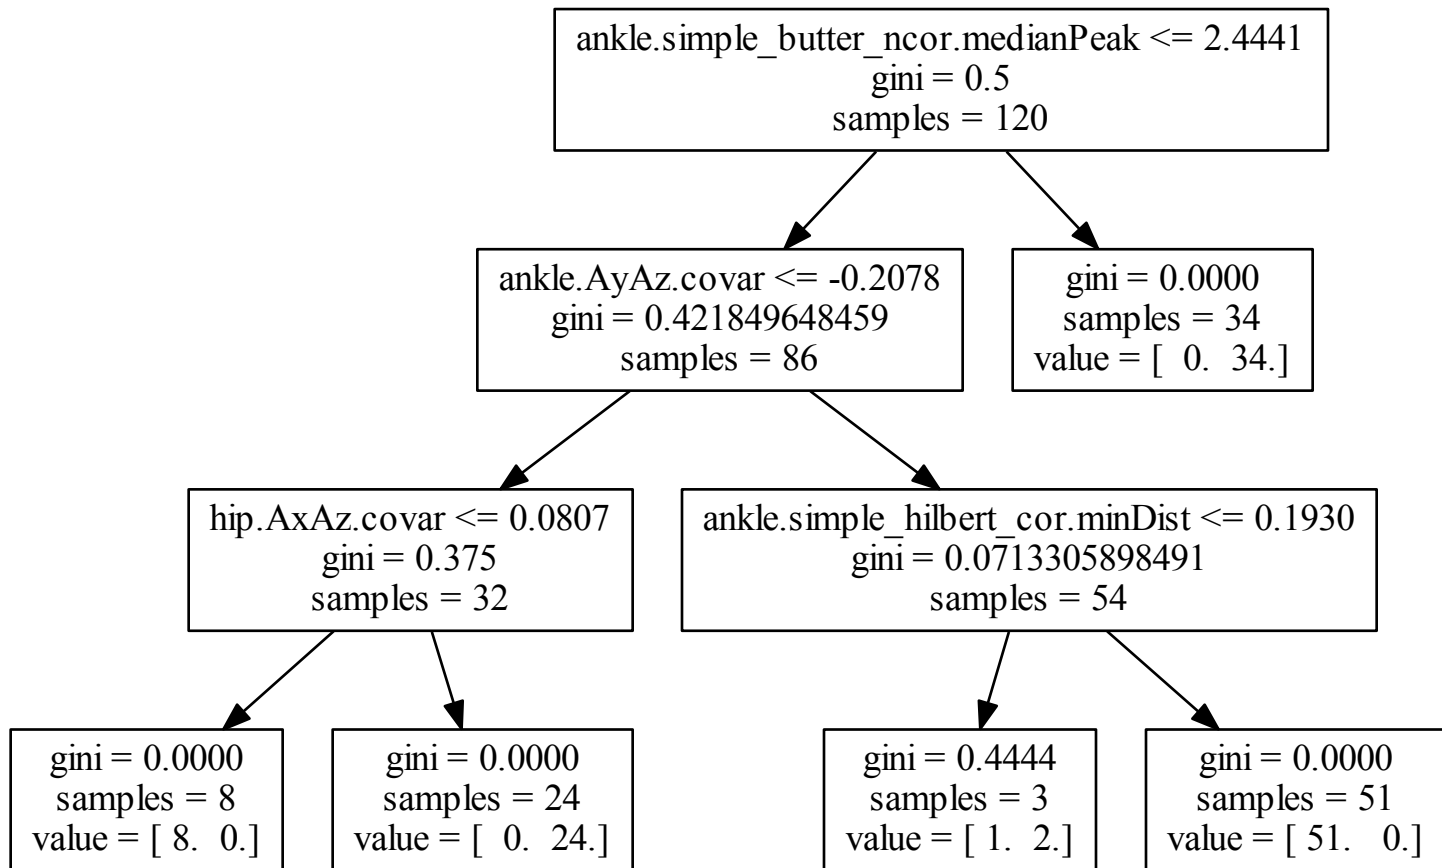 ankle.simple_butter_ncor.medianPeak <= 2.4441
gini = 0.5
samples = 120
ankle.AyAz.covar <= -0.2078
gini = 0.421849648459
samples = 86
gini = 0.0000
samples = 34
value = [  0.  34.]
hip.AxAz.covar <= 0.0807
gini = 0.375
samples = 32
ankle.simple_hilbert_cor.minDist <= 0.1930
gini = 0.0713305898491
samples = 54
gini = 0.0000
samples = 8
value = [ 8.  0.]
gini = 0.0000
samples = 24
value = [  0.  24.]
gini = 0.4444
samples = 3
value = [ 1.  2.]
gini = 0.0000
samples = 51
value = [ 51.   0.]